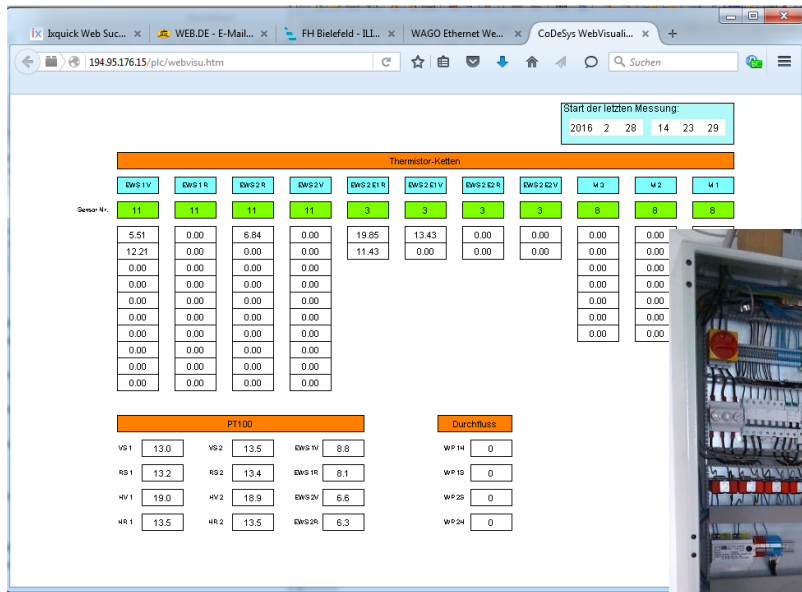 Ixquick Web Suc... × WEB.DE - E-Mail... × FH Bielefeld - ILI... × WAGO Ethernet We... × CoDeSys WebVisuali... × +
194.95.176.15/plc/webvisu.htm Suchen
Start der letzten Messung:
2016 2 28 14 23 29
Thermistor-Ketten
EWS1V EWS1R EWS2R EWS2V EWS2E1R EWS2E1V EWS2E2R EWS2E2V M3 M2 M1
Sensor Nr. 11 11 11 11 3 3 3 3 8 8 8
5.51 0.00 6.84 0.00 19.85 13.43 0.00 0.00 0.00 0.00
12.21 0.00 0.00 0.00 11.43 0.00 0.00 0.00 0.00 0.00
0.00 0.00 0.00 0.00 0.00 0.00
0.00 0.00 0.00 0.00 0.00 0.00
0.00 0.00 0.00 0.00 0.00 0.00
0.00 0.00 0.00 0.00 0.00 0.00
0.00 0.00 0.00 0.00 0.00 0.00
0.00 0.00 0.00 0.00
0.00 0.00 0.00 0.00
0.00 0.00 0.00 0.00
PT100 Durchfluss
VS1 13.0 VS2 13.5 EWS1V 8.8 WP1H 0
RS1 13.2 RS2 13.4 EWS1R 8.1 WP1S 0
HV1 19.0 HV2 18.9 EWS2V 6.6 WP2S 0
HR1 13.5 HR2 13.5 EWS2R 6.3 WP2H 0